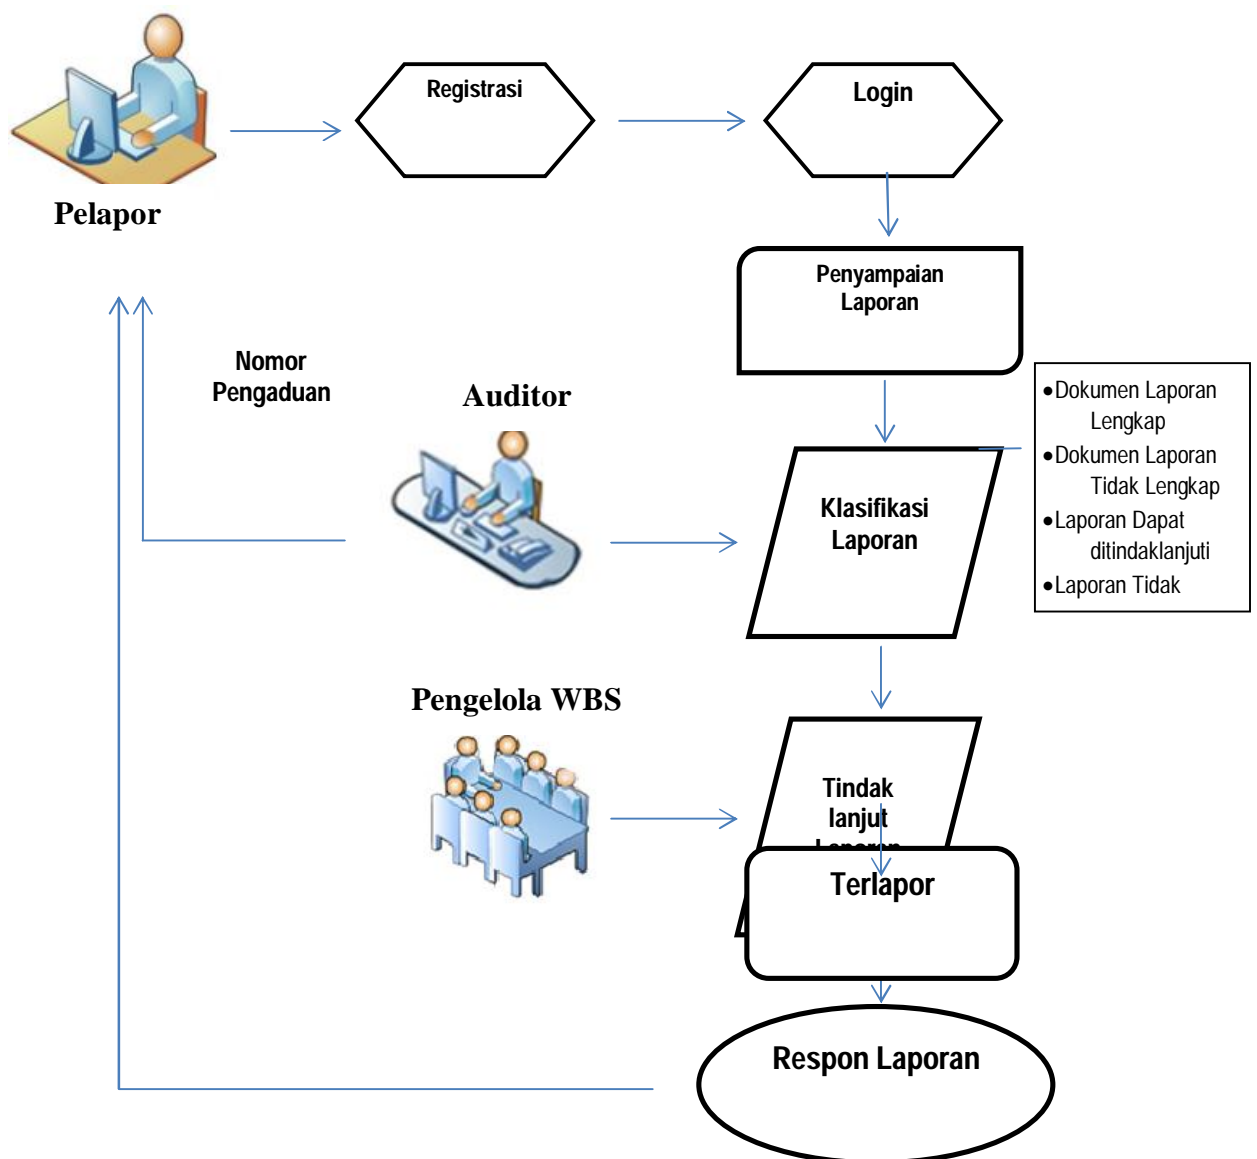 Registrasi
Login
Pelapor
Penyampaian
Laporan
Nomor
Pengaduan
Auditor
•Dokumen Laporan
Lengkap
•Dokumen Laporan
Tidak Lengkap
•Laporan Dapat
ditindaklanjuti
•Laporan Tidak
Klasifikasi
Laporan
Pengelola WBS
Tindak
lanjut
Terlapor
Respon Laporan